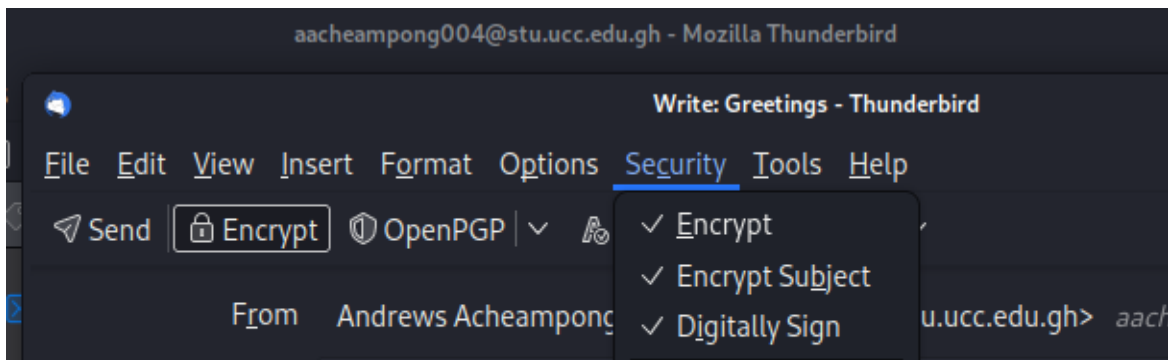 aacheampong004@stu.ucc.edu.gh - Mozilla Thunderbird
Write: Greetings - Thunderbird
File Edit View Insert Format Options Security Tools Help
Send Encrypt OpenPGP
Encrypt
Encrypt Subject
Digitally Sign
From Andrews Acheampong u.ucc.edu.gh> aach